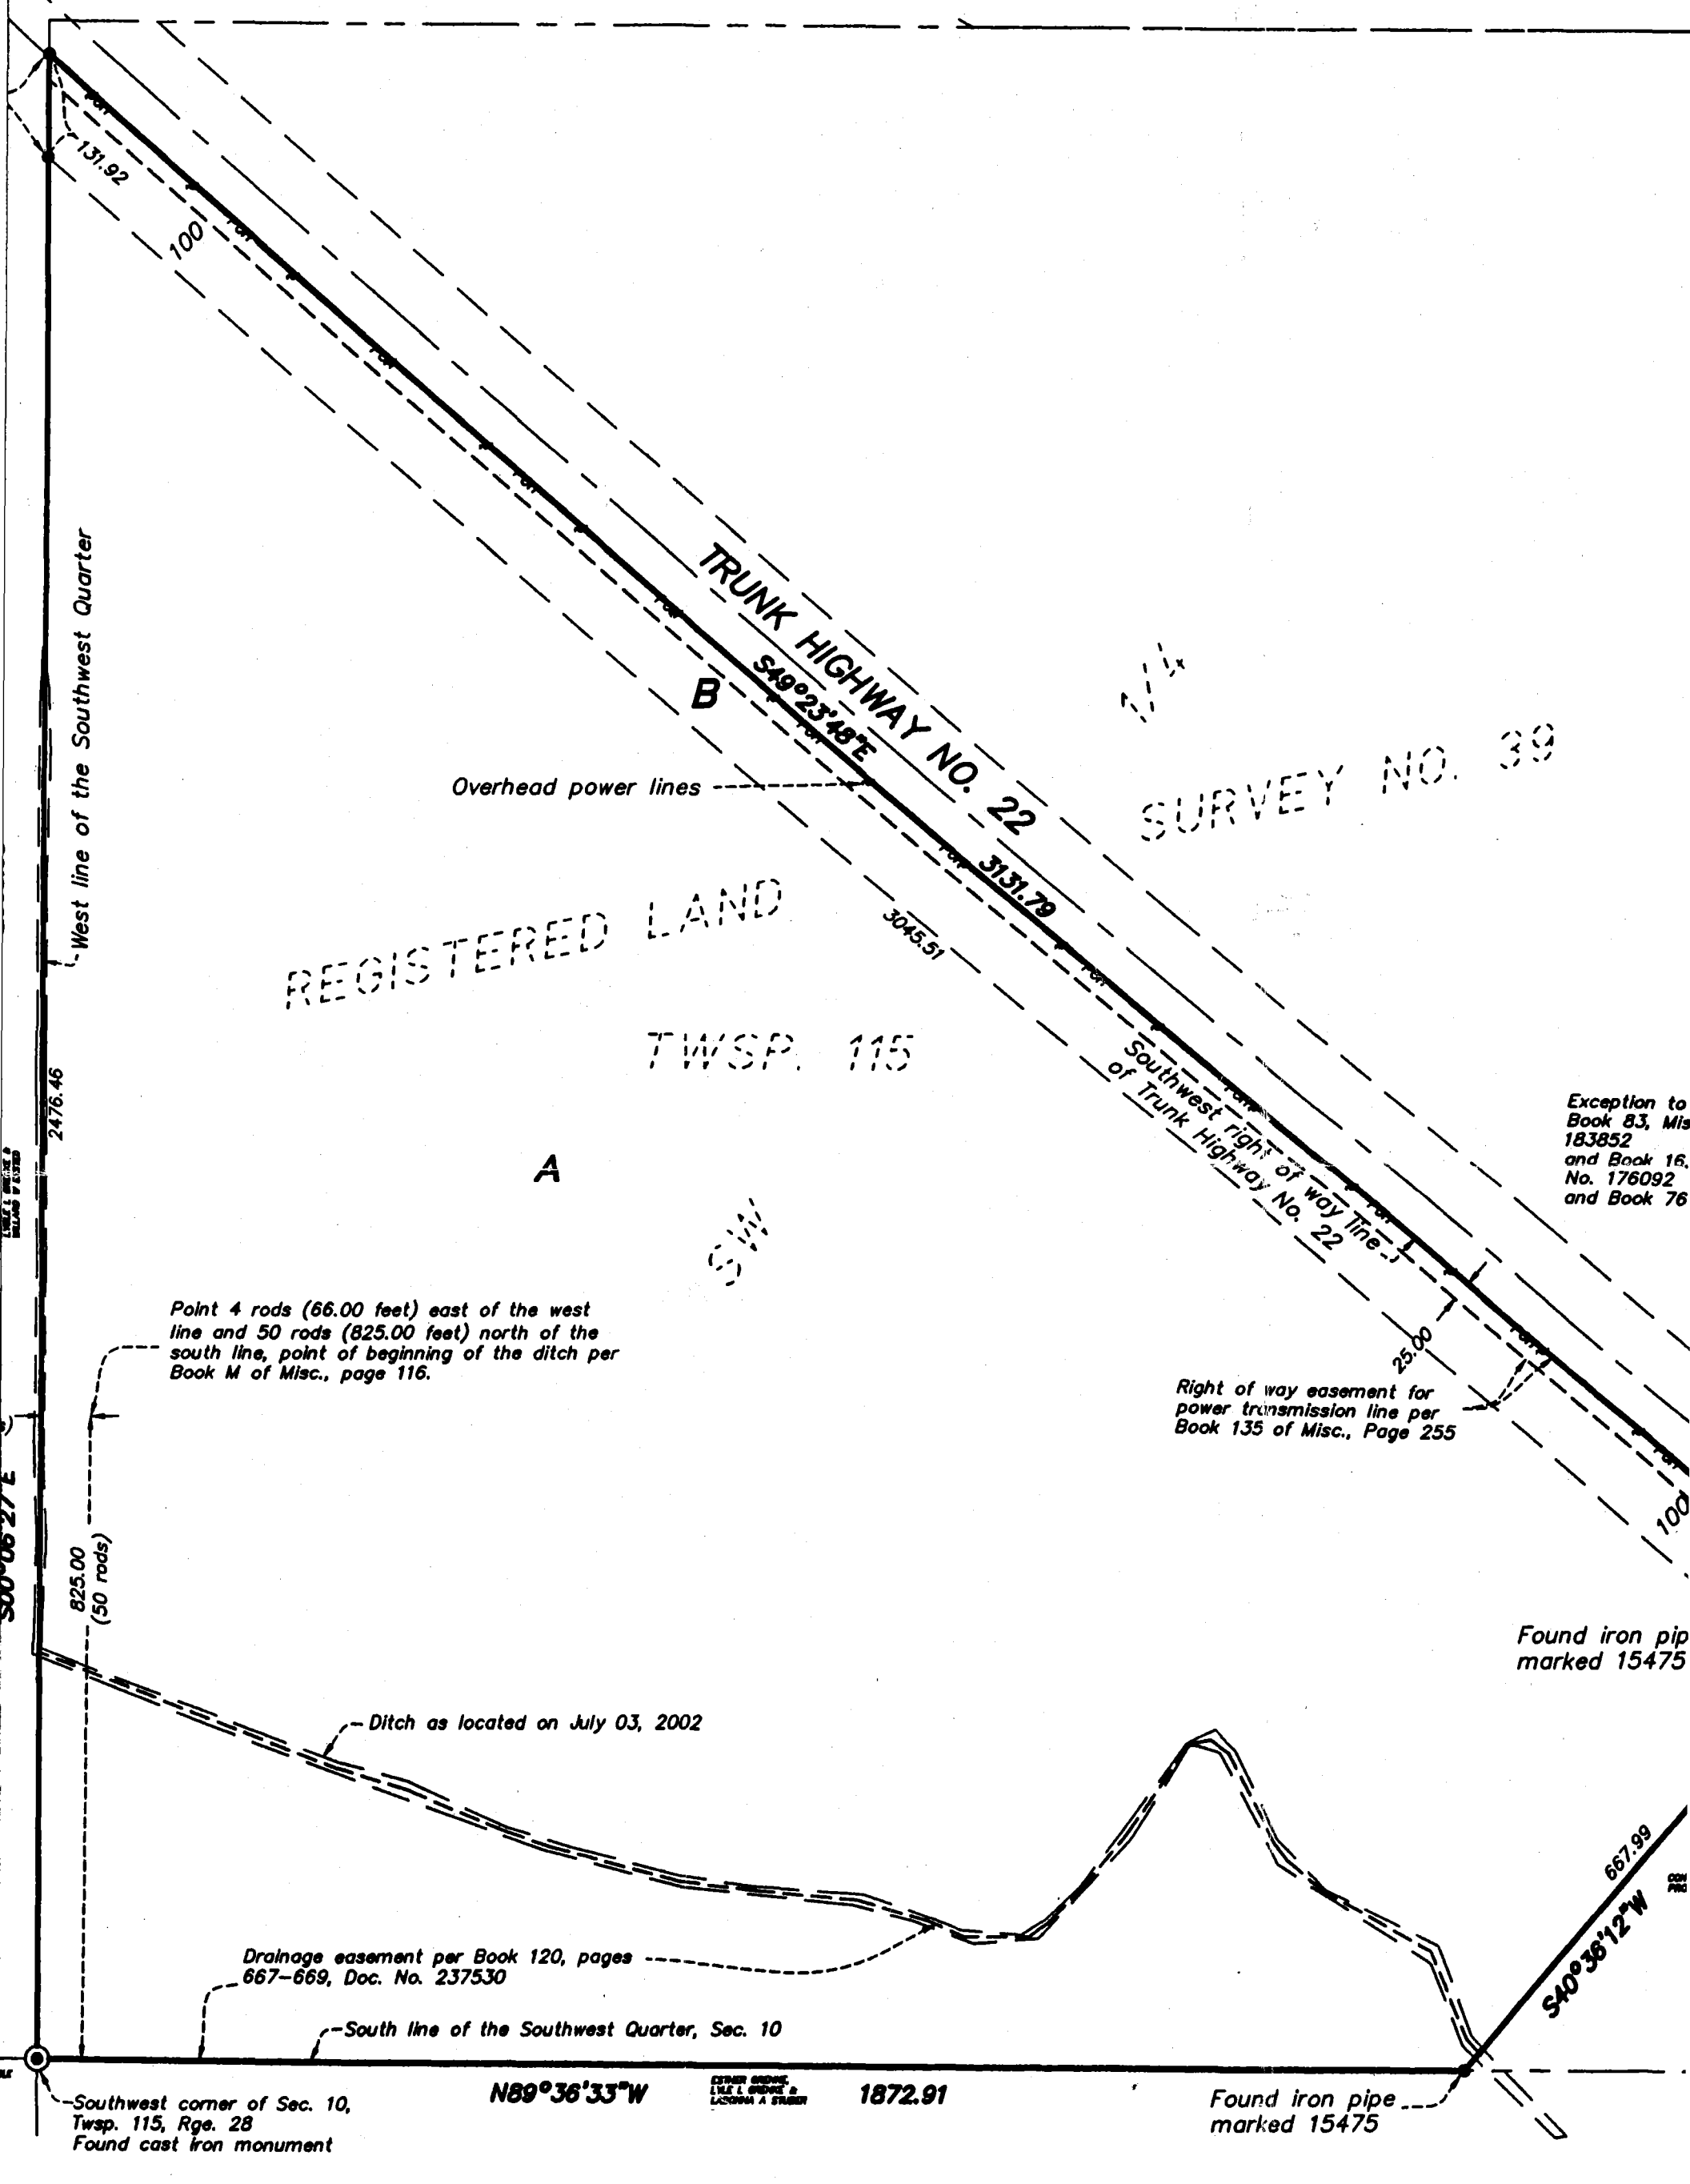 131.92
100
West line of the Southwest Quarter
TRUNK HIGHWAY NO. 22
S49°23'48"E
B
Overhead power lines
1/4
SURVEY NO. 39
3131.79
3045.51
REGISTERED LAND
TWSP. 115
2476.46
A
SW
Southwest right of way line
of Trunk Highway No. 22
Exception to
Book 83, Mis
183852
and Book 16,
No. 176092
and Book 76
Point 4 rods (66.00 feet) east of the west
line and 50 rods (825.00 feet) north of the
south line, point of beginning of the ditch per
Book M of Misc., page 116.
25.00
Right of way easement for
power transmission line per
Book 135 of Misc., Page 255
100
S00°06'27"E
825.00
(50 rods)
Found iron pip
marked 15475
Ditch as located on July 03, 2002
667.99
S40°36'12"W
Drainage easement per Book 120, pages
667-669, Doc. No. 237530
South line of the Southwest Quarter, Sec. 10
N89°36'33"W
1872.91
Southwest corner of Sec. 10,
Twsp. 115, Rge. 28
Found cast iron monument
Found iron pipe
marked 15475